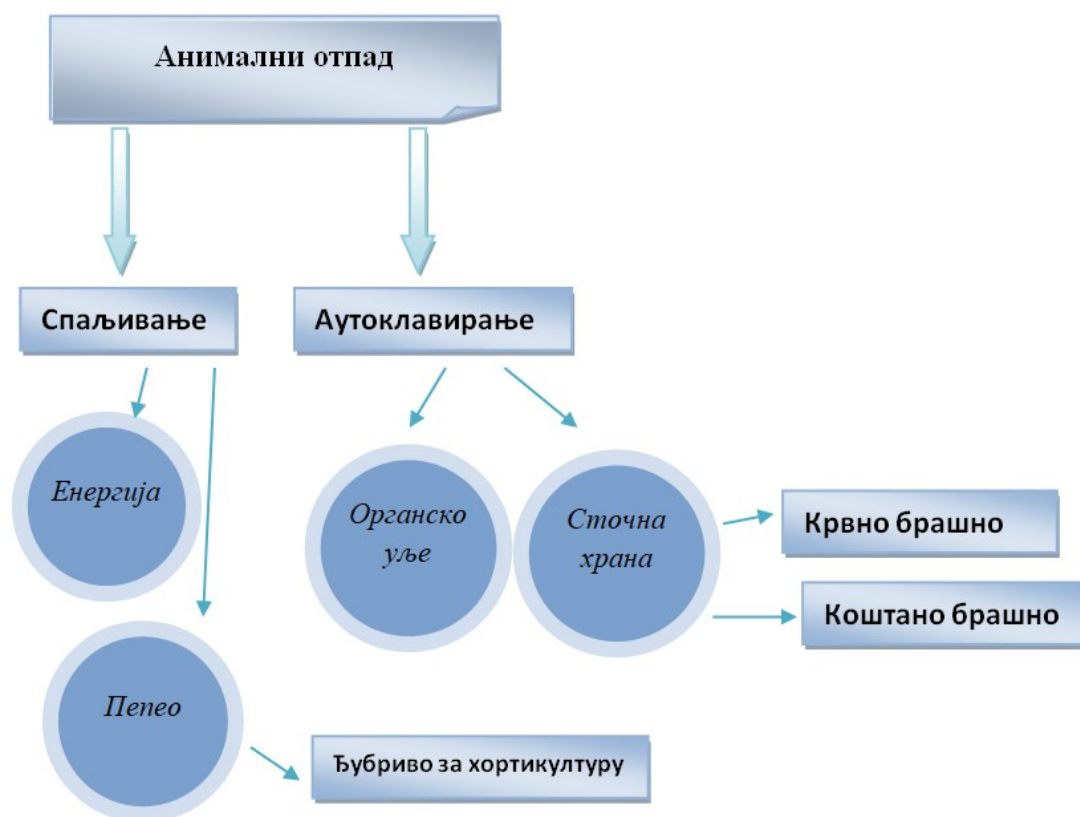 Анимални отпад
Спаљивање
Аутоклавирање
Енергија
Органско
уље
Сточна
храна
Крвно брашно
Коштано брашно
Пепео
Ђубриво за хортикултуру